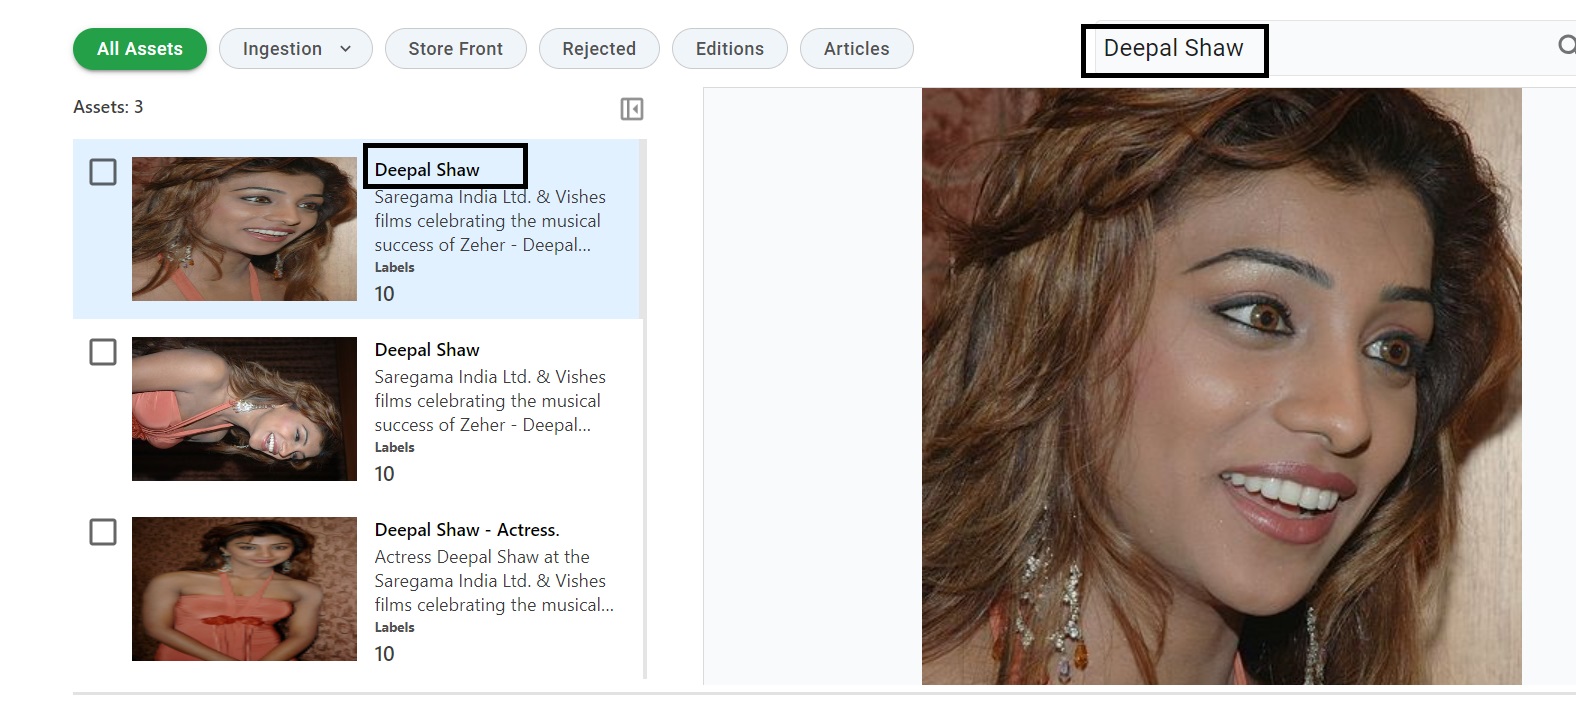 All Assets
Ingestion
Store Front
Rejected
Editions
Articles
Deepal Shaw
Assets: 3
Deepal Shaw
Saregama India Ltd. & Vishes
films celebrating the musical
success of Zeher - Deepal...
Labels
10
Deepal Shaw
Saregama India Ltd. & Vishes
films celebrating the musical
success of Zeher - Deepal...
Labels
10
Deepal Shaw - Actress.
Actress Deepal Shaw at the
Saregama India Ltd. & Vishes
films celebrating the musical...
Labels
10